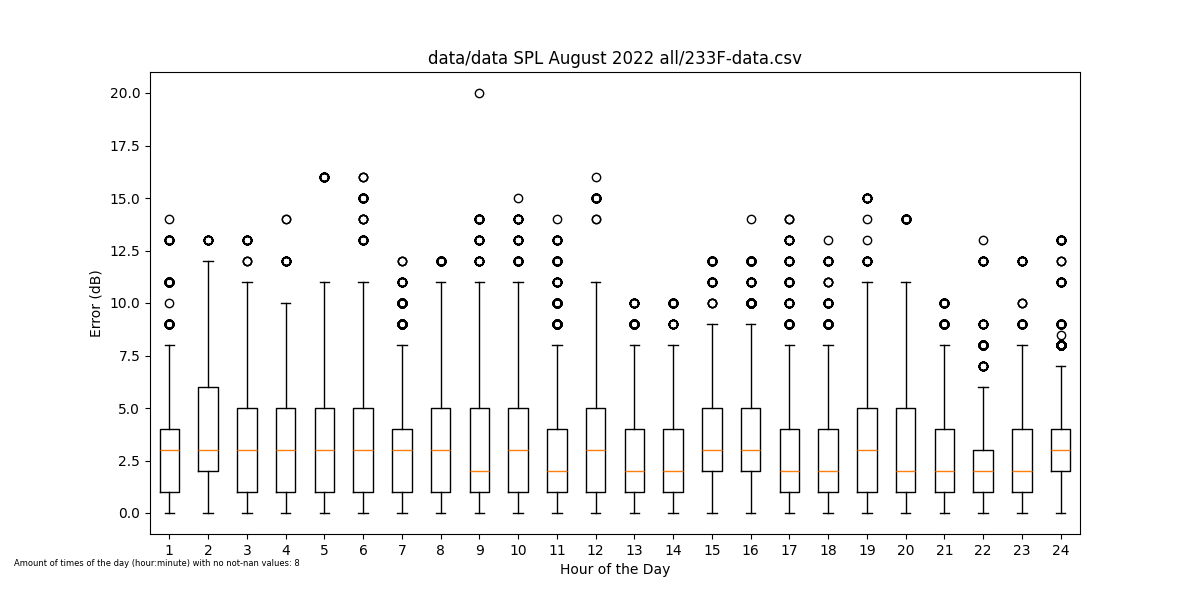 data/data SPL August 2022 all/233F-data.csv
20.0
17.5
15.0
12.5
10.0
7.5
5.0
2.5
0.0
Error (dB)
1 2 3 4 5 6 7 8 9 10 11 12 13 14 15 16 17 18 19 20 21 22 23 24
Hour of the Day
Amount of times of the day (hour:minute) with no not-nan values: 8